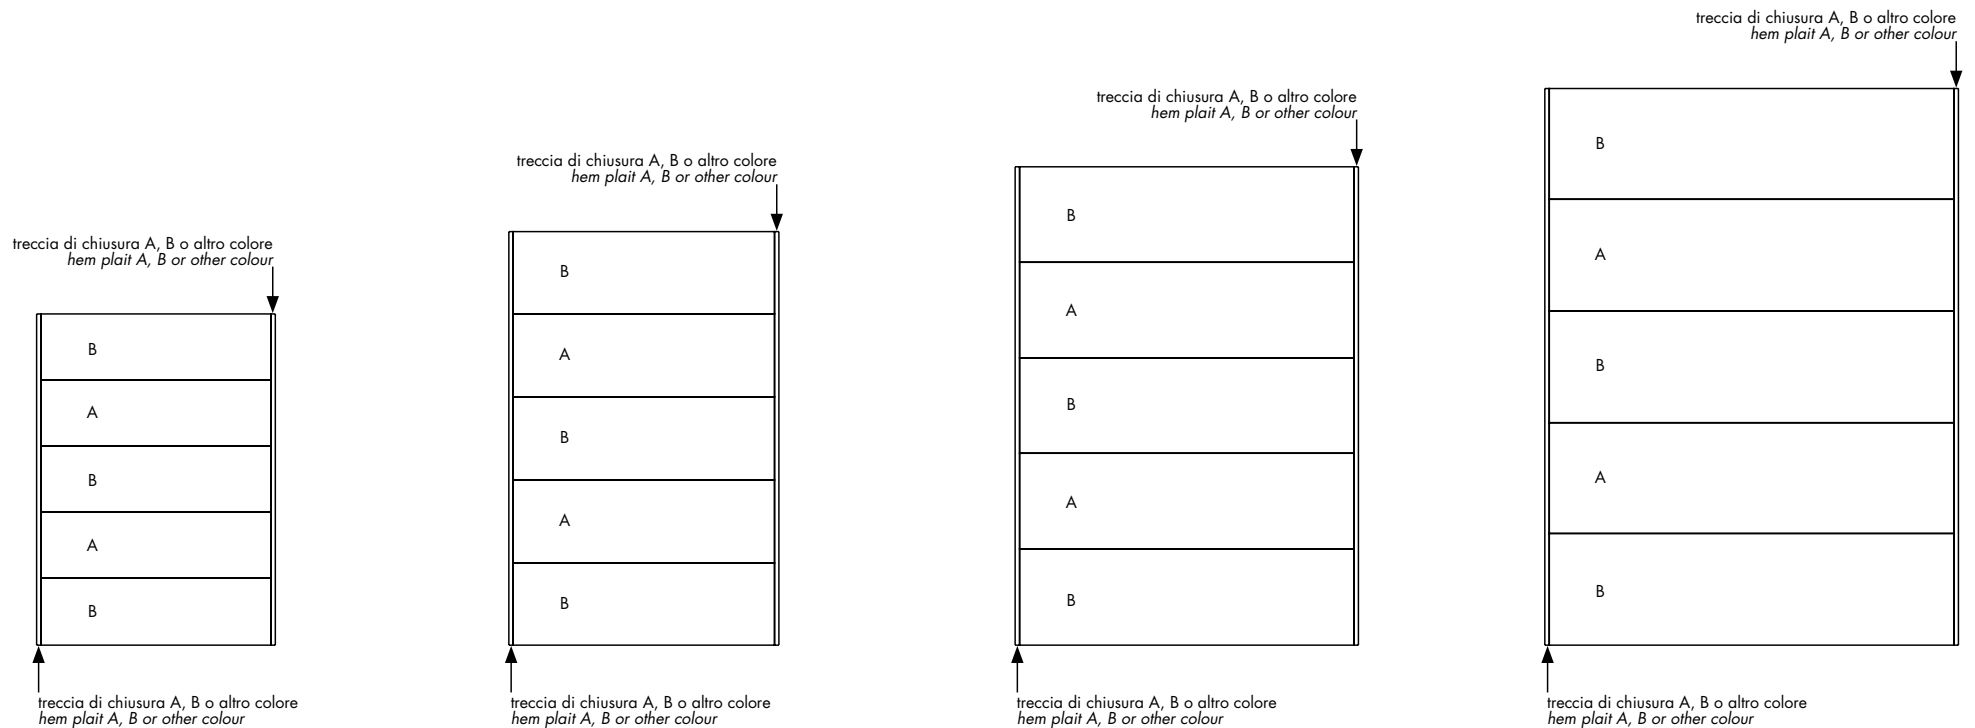 treccia di chiusura A, B o altro colore
hem plait A, B or other colour
B
A
B
A
B
treccia di chiusura A, B o altro colore
hem plait A, B or other colour
treccia di chiusura A, B o altro colore
hem plait A, B or other colour
B
A
B
A
B
treccia di chiusura A, B o altro colore
hem plait A, B or other colour
treccia di chiusura A, B o altro colore
hem plait A, B or other colour
B
A
B
A
B
treccia di chiusura A, B o altro colore
hem plait A, B or other colour
treccia di chiusura A, B o altro colore
hem plait A, B or other colour
B
A
B
A
B
treccia di chiusura A, B o altro colore
hem plait A, B or other colour